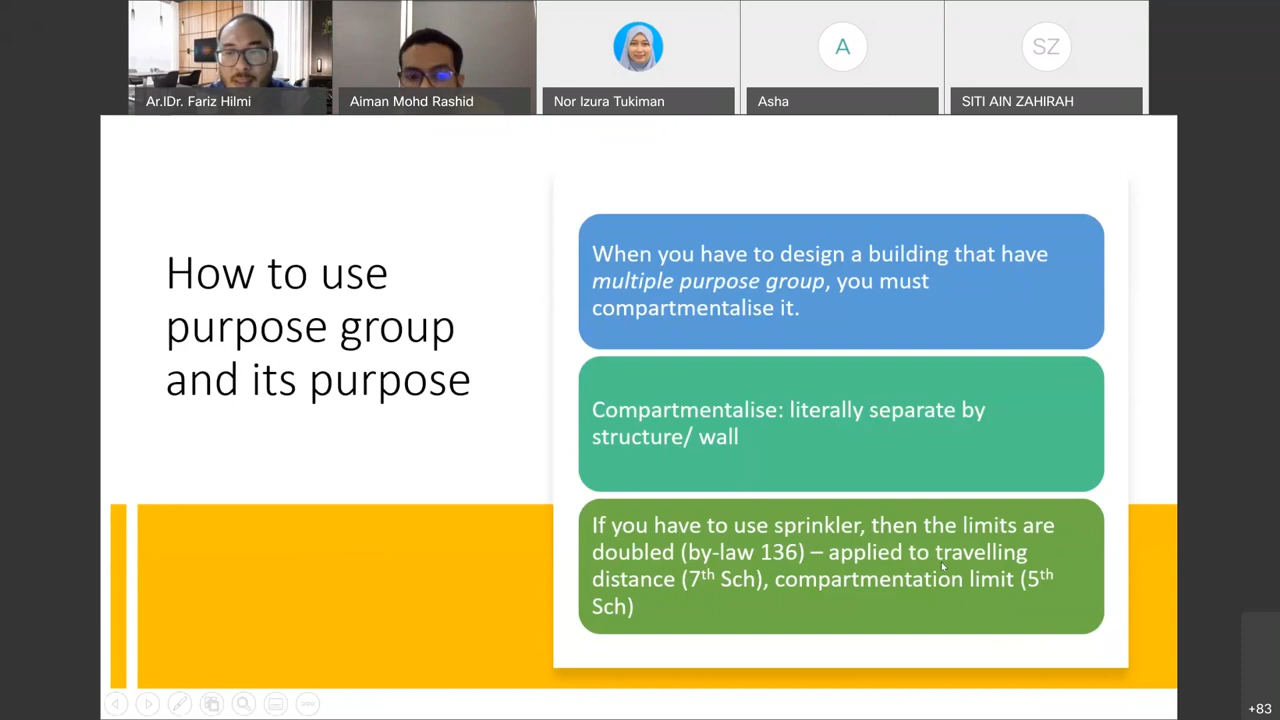 A
SZ
Ar.IDr. Fariz Hilmi
Aiman Mohd Rashid
Nor Izura Tukiman
Asha
SITI AIN ZAHIRAH
How to use
purpose group
and its purpose
When you have to design a building that have
multiple purpose group, you must
compartmentalise it.
Compartmentalise: literally separate by
structure/ wall
If you have to use sprinkler, then the limits are
doubled (by-law 136) – applied to travelling
distance (7th Sch), compartmentation limit (5th
Sch)
+83